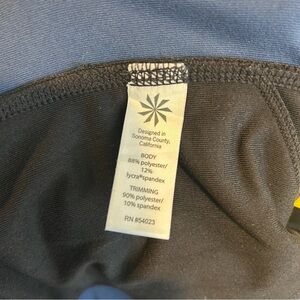 Designed in
Sonoma County,
California
BODY
88% polyester/
12%
lycra®spandex
TRIMMING
90% polyester/
10% spandex
RN #54023